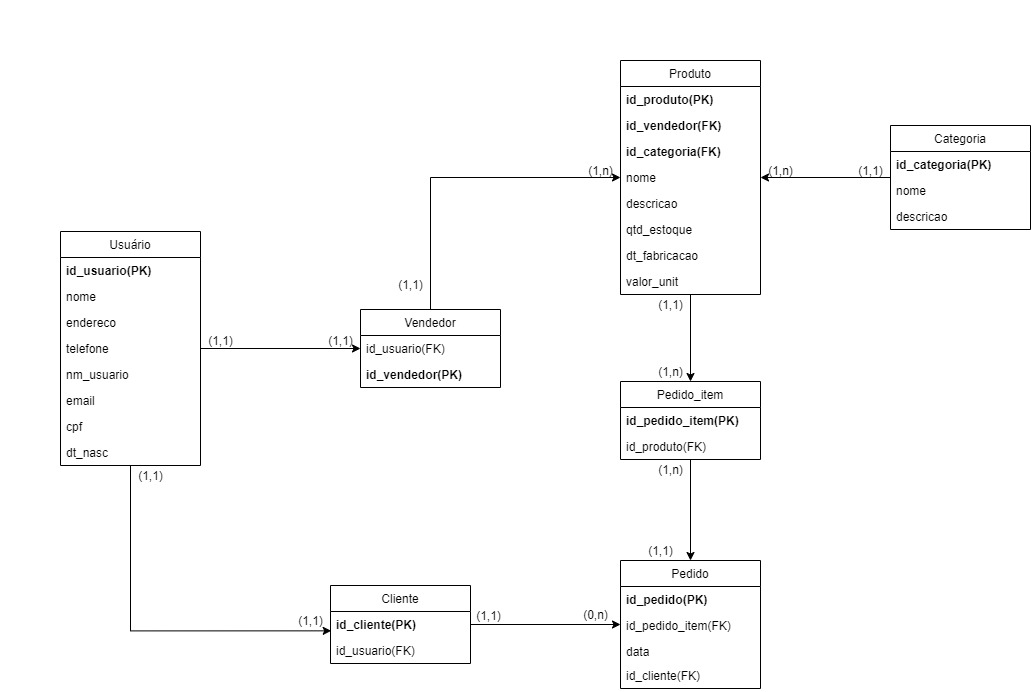 Produto
id_produto(PK)
id_vendedor(FK)
id_categoria(FK)
nome
descricao
qtd_estoque
dt_fabricacao
valor_unit
(1,n)
(1,n)
(1,1)
Categoria
id_categoria(PK)
nome
descricao
Usuário
id_usuario(PK)
nome
endereco
telefone
nm_usuario
email
cpf
dt_nasc
(1,1)
(1,1)
(1,1)
Vendedor
id_usuario(FK)
id_vendedor(PK)
(1,1)
(1,n)
Pedido_item
id_pedido_item(PK)
id_produto(FK)
(1,n)
(1,1)
(1,1)
(1,1)
Cliente
id_cliente(PK)
id_usuario(FK)
(1,1)
(0,n)
Pedido
id_pedido(PK)
id_pedido_item(FK)
data
id_cliente(FK)